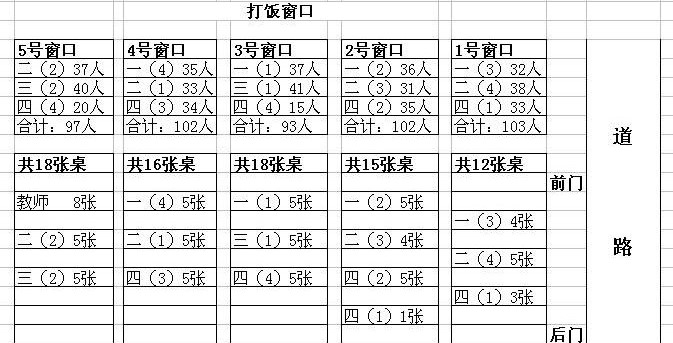 打饭窗口
5号窗口 4号窗口 3号窗口 2号窗口 1号窗口
二（2）37人 一（4）35人 一（1）37人 一（2）36人 一（3）32人
三（2）40人 二（1）33人 三（1）41人 二（3）31人 二（4）38人
四（4）20人 四（3）34人 四（4）15人 四（2）35人 四（1）33人
合计：97人 合计：102人 合计：93人 合计：102人 合计：103人
道
共18张桌 共16张桌 共18张桌 共15张桌 共12张桌
前门
教师 8张 一（4）5张 一（1）5张 一（2）5张
一（3）4张
二（2）5张 二（1）5张 三（1）5张 二（3）4张
路
二（4）5张
三（2）5张 四（3）5张 四（4）5张 四（2）5张
四（1）3张
四（1）1张
后门